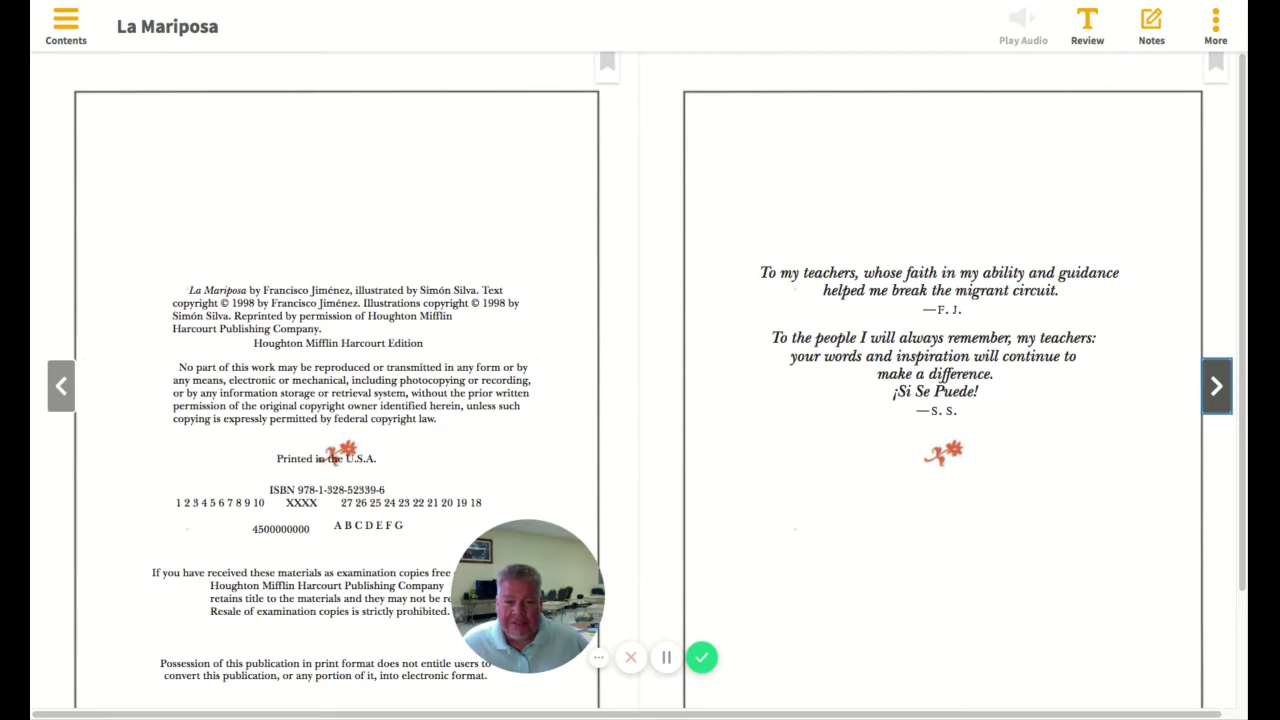 Contents
La Mariposa
Play Audio
Review
Notes
More
La Mariposa by Francisco Jiménez, illustrated by Simón Silva. Text
copyright © 1998 by Francisco Jiménez. Illustrations copyright © 1998 by
Simón Silva. Reprinted by permission of Houghton Mifflin
Harcourt Publishing Company.
Houghton Mifflin Harcourt Edition
No part of this work may be reproduced or transmitted in any form or by
any means, electronic or mechanical, including photocopying or recording,
or by any information storage or retrieval system, without the prior written
permission of the original copyright owner identified herein, unless such
copying is expressly permitted by federal copyright law.
Printed in the U.S.A.
ISBN 978-1-328-52339-6
1 2 3 4 5 6 7 8 9 10 XXXX 27 26 25 24 23 22 21 20 19 18
4500000000 A B C D E F G
If you have received these materials as examination copies free
Houghton Mifflin Harcourt Publishing Company
retains title to the materials and they may not be
Resale of examination copies is strictly prohibited.
Possession of this publication in print format does not entitle users to
convert this publication, or any portion of it, into electronic format.
To my teachers, whose faith in my ability and guidance
helped me break the migrant circuit.
—F. J.
To the people I will always remember, my teachers:
your words and inspiration will continue to
make a difference.
¡Si Se Puede!
—S. S.